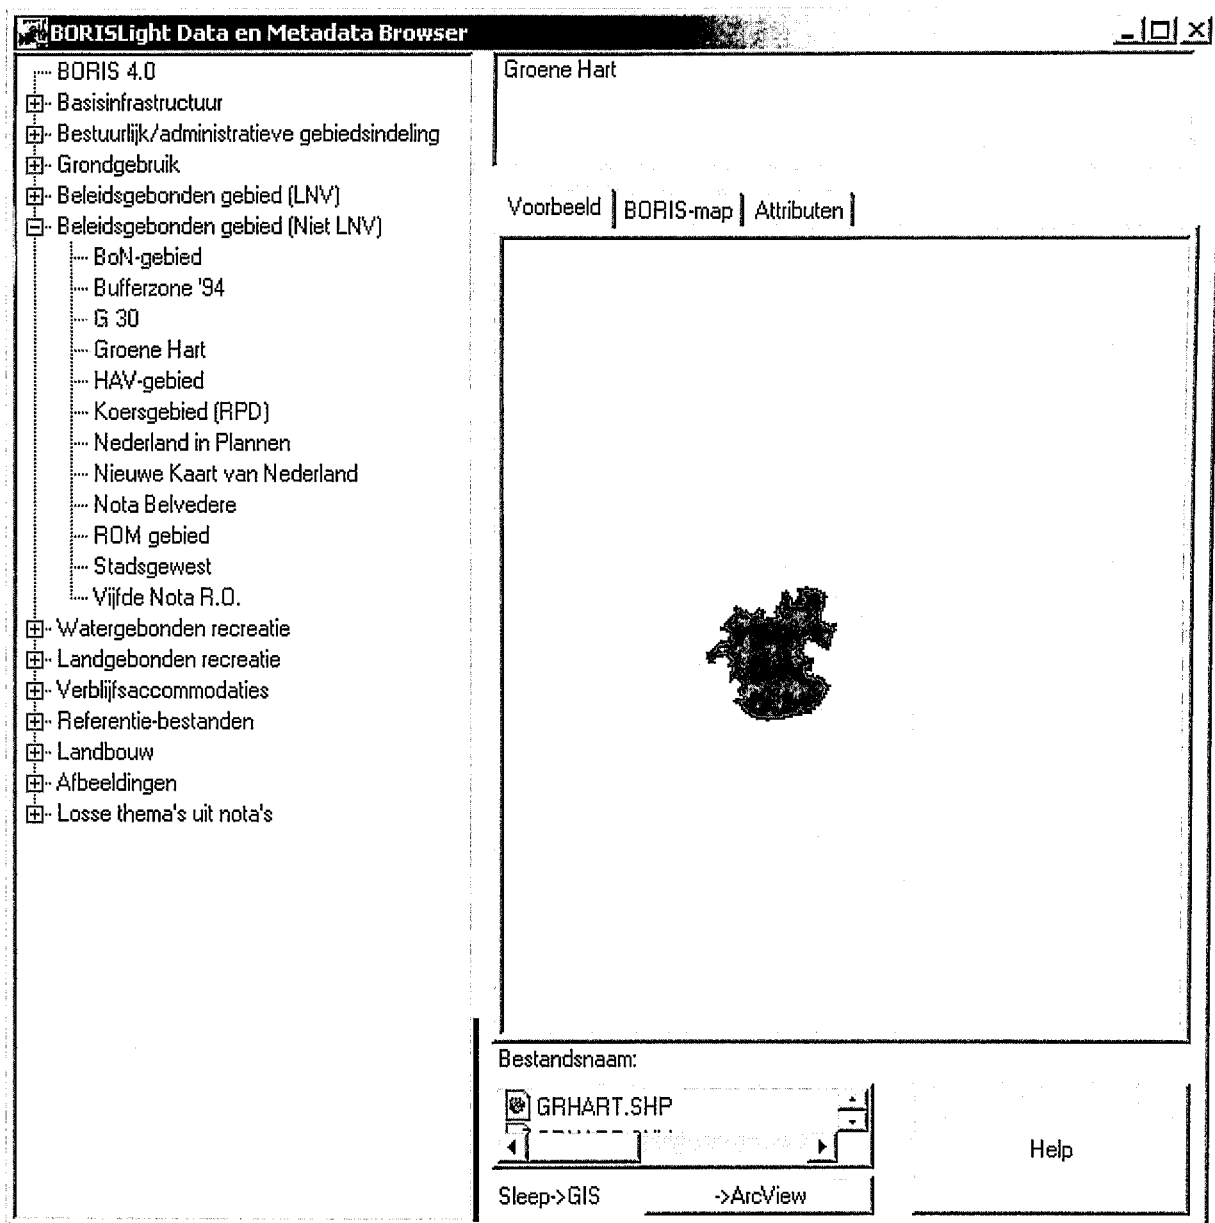 BORISLight Data en Metadata Browser
BORIS 4.0
Basisinfrastructuur
Bestuurlijk/administratieve gebiedsindeling
Grondgebruik
Beleidsgebonden gebied (LNV)
Beleidsgebonden gebied (Niet LNV)
BoN-gebied
Bufferzone '94
G 30
Groene Hart
HAV-gebied
Koersgebied (RPD)
Nederland in Plannen
Nieuwe Kaart van Nederland
Nota Belvedere
ROM gebied
Stadsgewest
Vijfde Nota R.O.
Watergebonden recreatie
Landgebonden recreatie
Verblijfsaccommodaties
Referentie-bestanden
Landbouw
Afbeeldingen
Losse thema's uit nota's
Groene Hart
Voorbeeld
BORIS-map
Attributen
Bestandsnaam:
GRHART.SHP
Help
Sleep->GIS
->ArcView